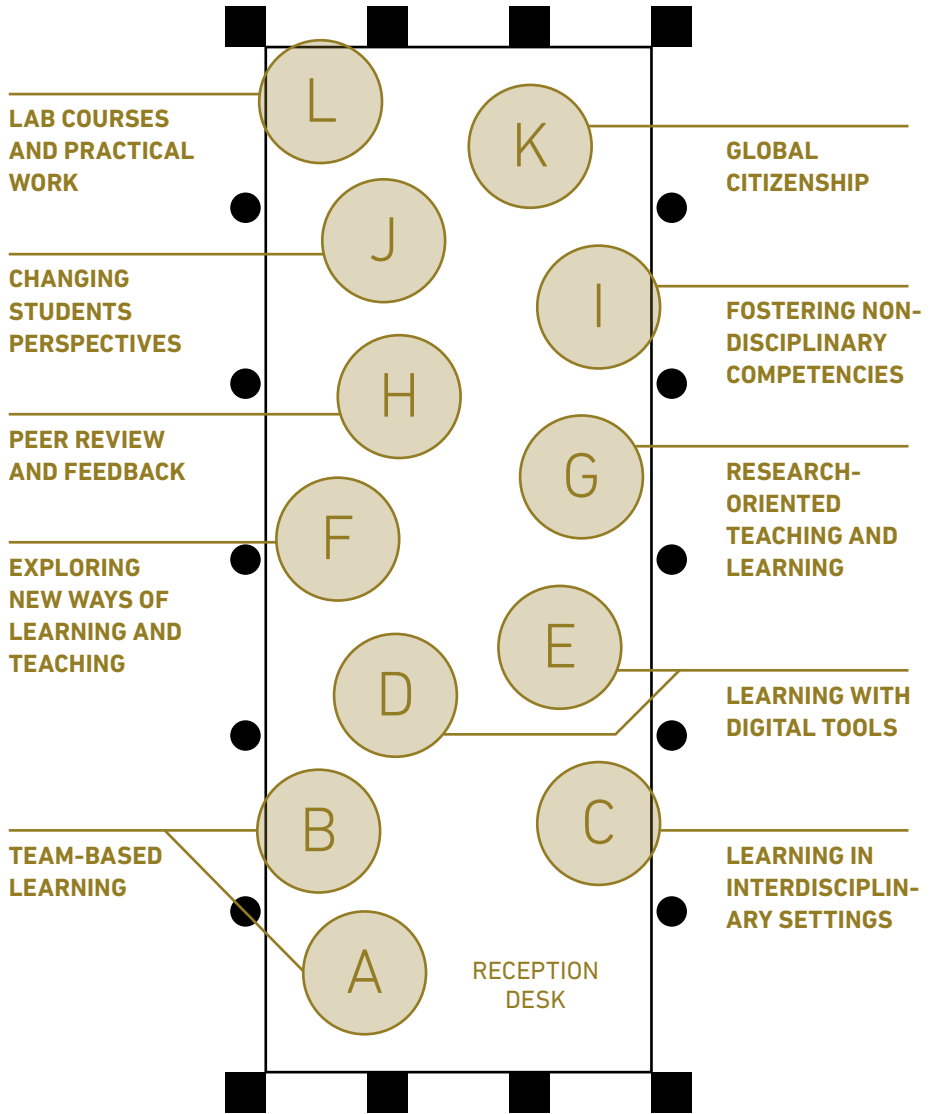 L
LAB COURSES
AND PRACTICAL
WORK
K
GLOBAL
CITIZENSHIP
J
CHANGING
STUDENTS
PERSPECTIVES
I
FOSTERING NON-
DISCIPLINARY
COMPETENCIES
H
PEER REVIEW
AND FEEDBACK
G
RESEARCH-
ORIENTED
TEACHING AND
LEARNING
F
EXPLORING
NEW WAYS OF
LEARNING AND
TEACHING
E
D
LEARNING WITH
DIGITAL TOOLS
B
TEAM-BASED
LEARNING
C
LEARNING IN
INTERDISCIPLIN-
ARY SETTINGS
A
RECEPTION
DESK